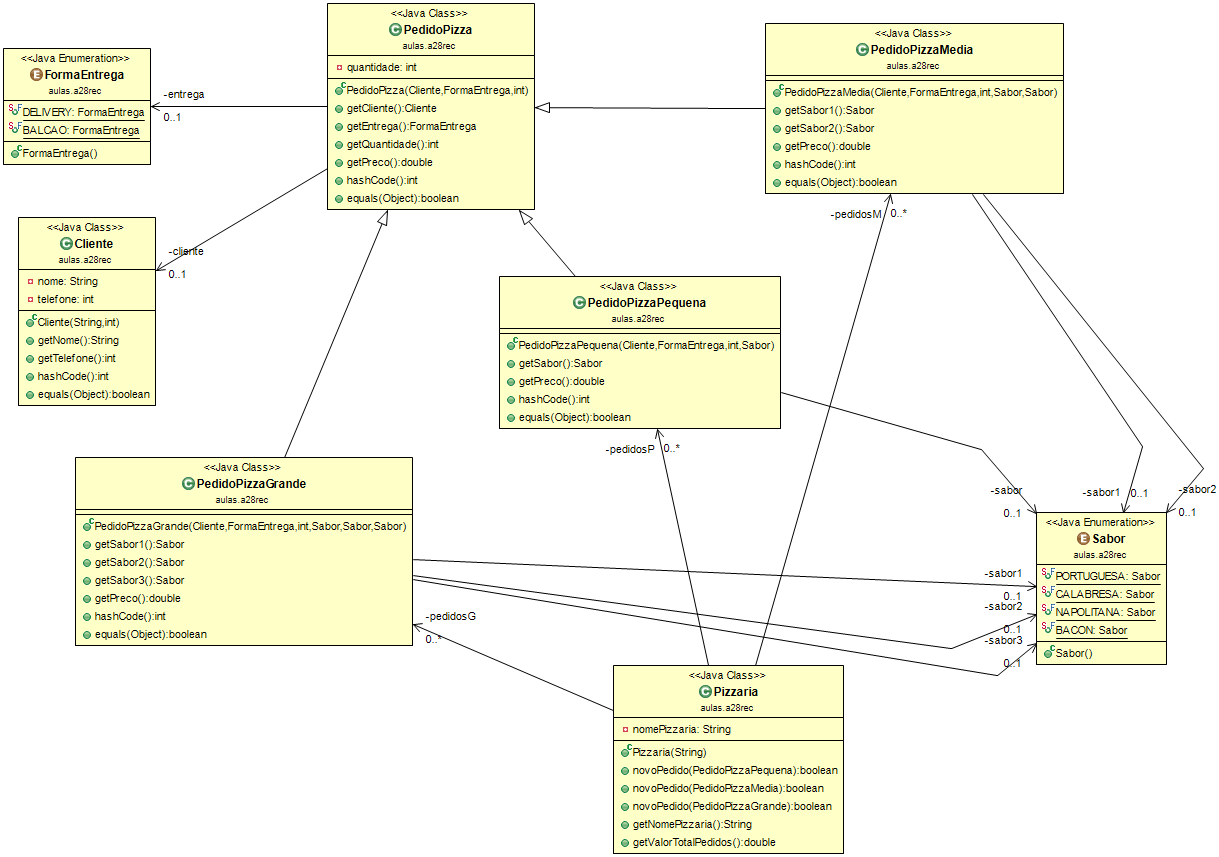 <<Java Class>>
PedidoPizza
aulas.a28rec
quantidade: int
PedidoPizza(Cliente,FormaEntrega,int)
getCliente():Cliente
getEntrega():FormaEntrega
getQuantidade():int
getPreco():double
hashCode():int
equals(Object):boolean
<<Java Class>>
PedidoPizzaMedia
aulas.a28rec
PedidoPizzaMedia(Cliente,FormaEntrega,int,Sabor,Sabor)
getSabor1():Sabor
getSabor2():Sabor
getPreco():double
hashCode():int
equals(Object):boolean
<<Java Enumeration>>
FormaEntrega
aulas.a28rec
DELIVERY: FormaEntrega
BALCAO: FormaEntrega
FormaEntrega()
-entrega
0..1
<<Java Class>>
Cliente
aulas.a28rec
nome: String
telefone: int
Cliente(String,int)
getNome():String
getTelefone():int
hashCode():int
equals(Object):boolean
-cliente
0..1
-pedidosM
0..*
<<Java Class>>
PedidoPizzaPequena
aulas.a28rec
PedidoPizzaPequena(Cliente,FormaEntrega,int,Sabor)
getSabor():Sabor
getPreco():double
hashCode():int
equals(Object):boolean
-pedidosP
0..*
<<Java Class>>
PedidoPizzaGrande
aulas.a28rec
PedidoPizzaGrande(Cliente,FormaEntrega,int,Sabor,Sabor,Sabor)
getSabor1():Sabor
getSabor2():Sabor
getSabor3():Sabor
getPreco():double
hashCode():int
equals(Object):boolean
-pedidosG
0..*
-sabor
0..1
-sabor1
0..1
-sabor2
0..1
<<Java Enumeration>>
Sabor
aulas.a28rec
PORTUGUESA: Sabor
CALABRESA: Sabor
NAPOLITANA: Sabor
BACON: Sabor
Sabor()
-sabor1
0..1
-sabor2
0..1
-sabor3
0..1
<<Java Class>>
Pizzaria
aulas.a28rec
nomePizzaria: String
Pizzaria(String)
novoPedido(PedidoPizzaPequena):boolean
novoPedido(PedidoPizzaMedia):boolean
novoPedido(PedidoPizzaGrande):boolean
getNomePizzaria():String
getValorTotalPedidos():double